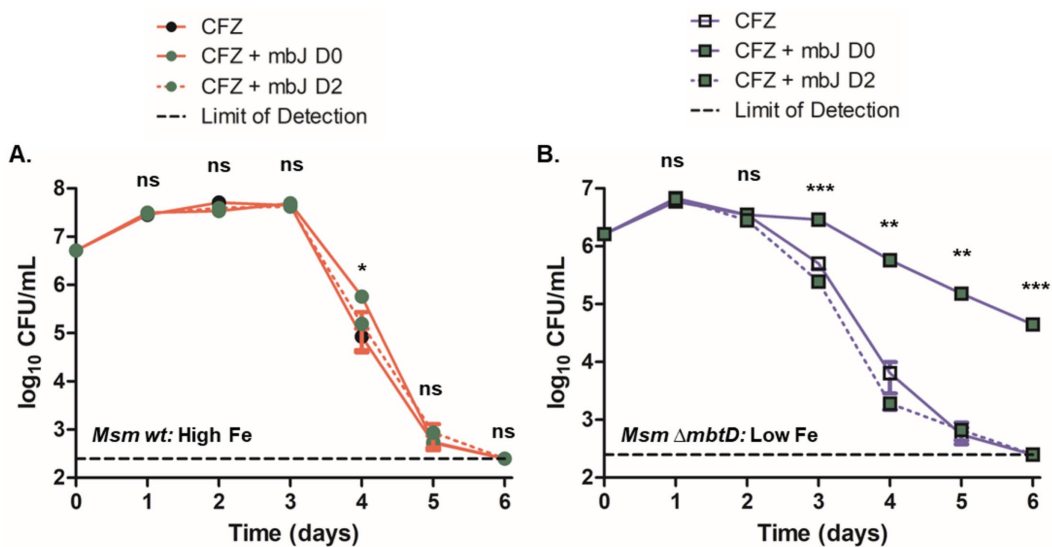 CFZ
CFZ + mbJ D0
CFZ + mbJ D2
Limit of Detection
A.
ns
ns
ns
*
ns
ns
8
7
6
5
4
3
2
log10 CFU/mL
Msm wt: High Fe
0 1 2 3 4 5 6
Time (days)
CFZ
CFZ + mbJ D0
CFZ + mbJ D2
Limit of Detection
B.
ns
ns
***
**
**
***
7
6
5
4
3
2
log10 CFU/mL
Msm ΔmbtD: Low Fe
0 1 2 3 4 5 6
Time (days)